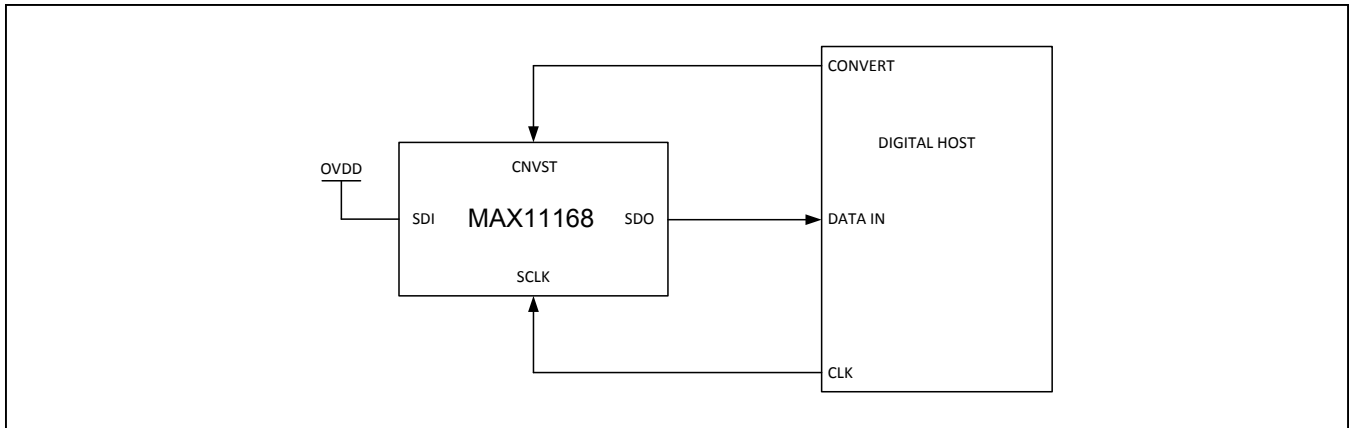 CONVERT
DIGITAL HOST
OVDD
CNVST
SDI MAX11168 SDO
DATA IN
SCLK
CLK